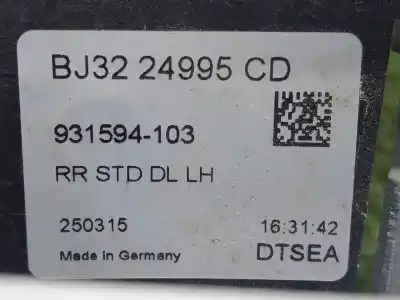 BJ32 24995 CD
931594-103
RR STD DL LH
250315 16:31:42
Made in Germany DTSEA